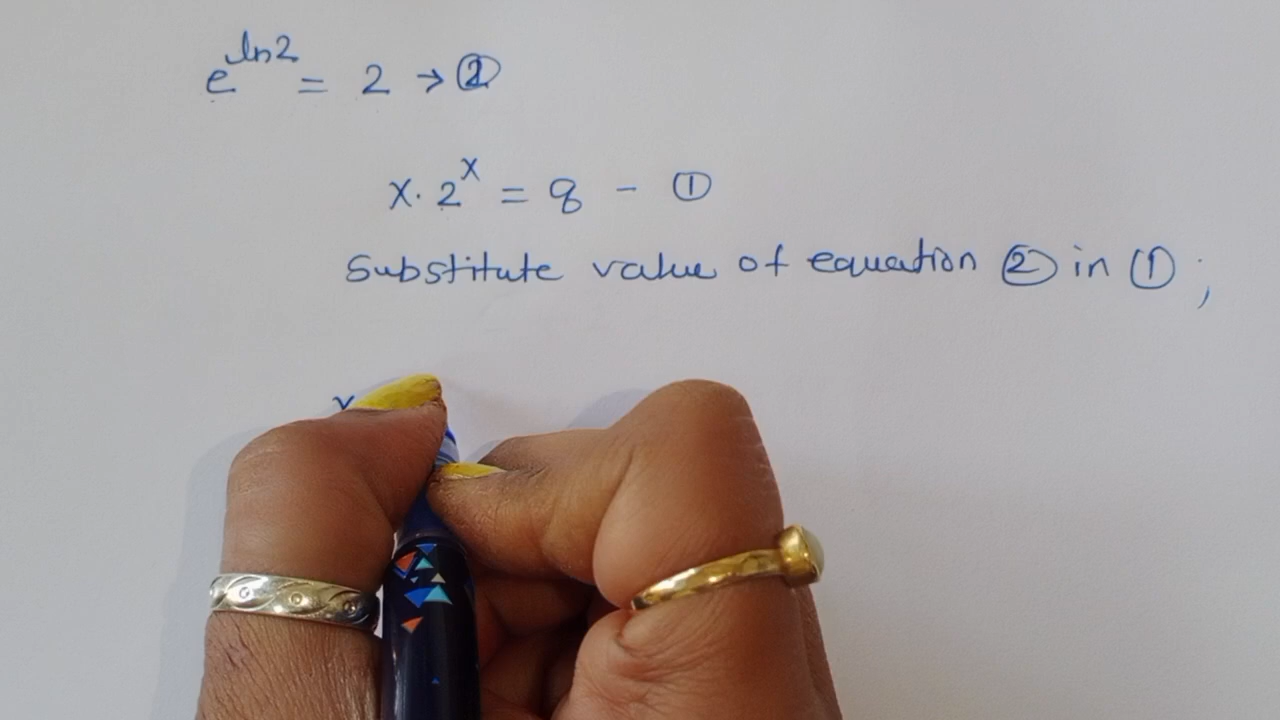 e^ln2 = 2 → ②
x · 2^x = 8 - ①
Substitute value of equation ② in ① ;
x